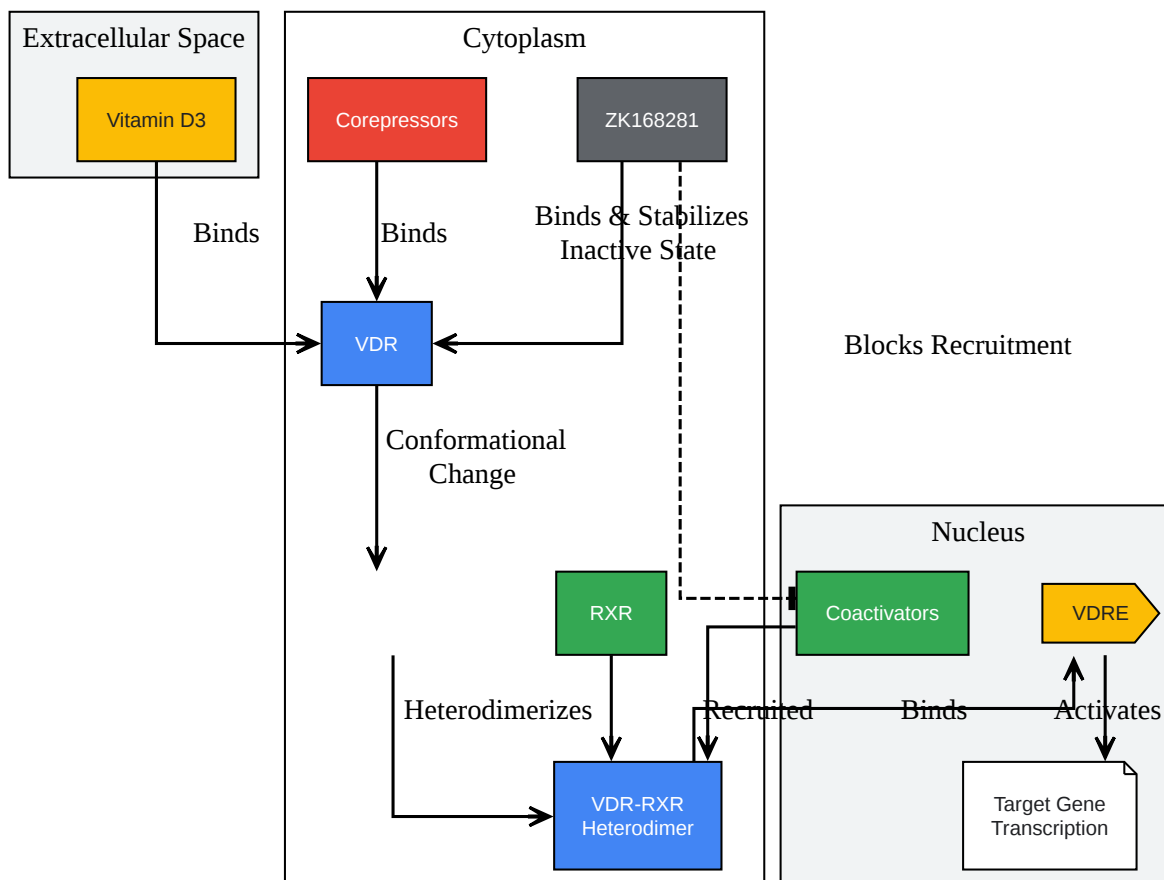 Extracellular Space
Cytoplasm
Vitamin D3
Corepressors
ZK168281
Binds
Binds
Binds & Stabilizes
Inactive State
VDR
Blocks Recruitment
Conformational
Change
Nucleus
RXR
Coactivators
VDRE
Heterodimerizes
Recruited
Binds
Activates
VDR-RXR
Heterodimer
Target Gene
Transcription